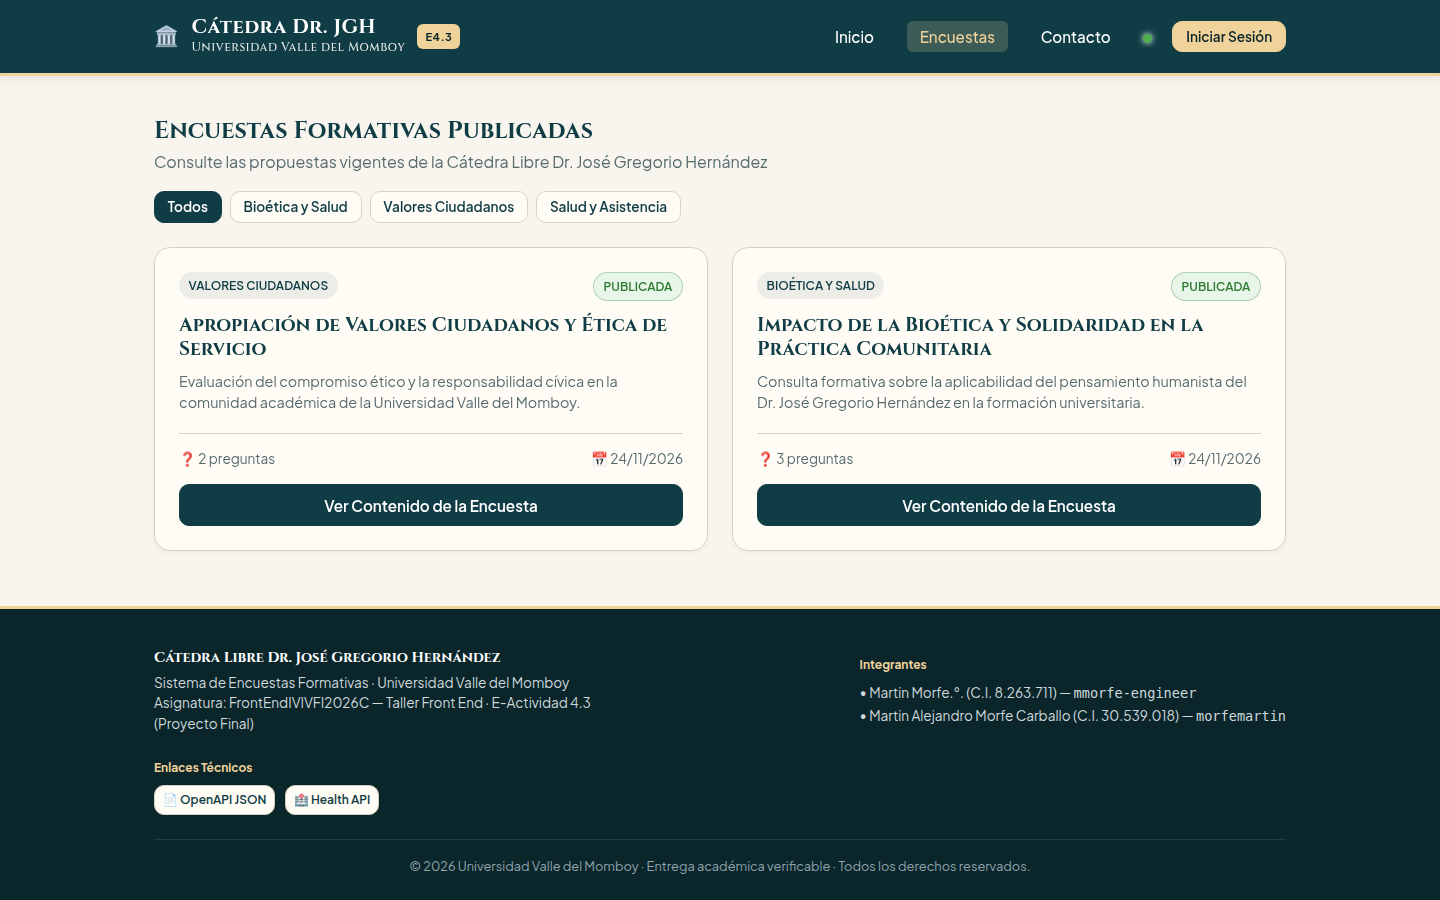 Cátedra Dr. JGH
Universidad Valle del Momboy
E4.3
Inicio
Encuestas
Contacto
Iniciar Sesión
Encuestas Formativas Publicadas
Consulte las propuestas vigentes de la Cátedra Libre Dr. José Gregorio Hernández
Todos
Bioética y Salud
Valores Ciudadanos
Salud y Asistencia
VALORES CIUDADANOS
PUBLICADA
Apropiación de Valores Ciudadanos y Ética de
Servicio
Evaluación del compromiso ético y la responsabilidad cívica en la
comunidad académica de la Universidad Valle del Momboy.
❓ 2 preguntas
📅 24/11/2026
Ver Contenido de la Encuesta
BIOÉTICA Y SALUD
PUBLICADA
Impacto de la Bioética y Solidaridad en la
Práctica Comunitaria
Consulta formativa sobre la aplicabilidad del pensamiento humanista del
Dr. José Gregorio Hernández en la formación universitaria.
❓ 3 preguntas
📅 24/11/2026
Ver Contenido de la Encuesta
Cátedra Libre Dr. José Gregorio Hernández
Sistema de Encuestas Formativas · Universidad Valle del Momboy
Asignatura: FrontEndIVIVFI2026C — Taller Front End · E-Actividad 4.3
(Proyecto Final)
Integrantes
• Martin Morfe.°. (C.I. 8.263.711) — mmorfe-engineer
• Martin Alejandro Morfe Carballo (C.I. 30.539.018) — morfemartin
Enlaces Técnicos
📄 OpenAPI JSON
🏥 Health API
© 2026 Universidad Valle del Momboy · Entrega académica verificable · Todos los derechos reservados.